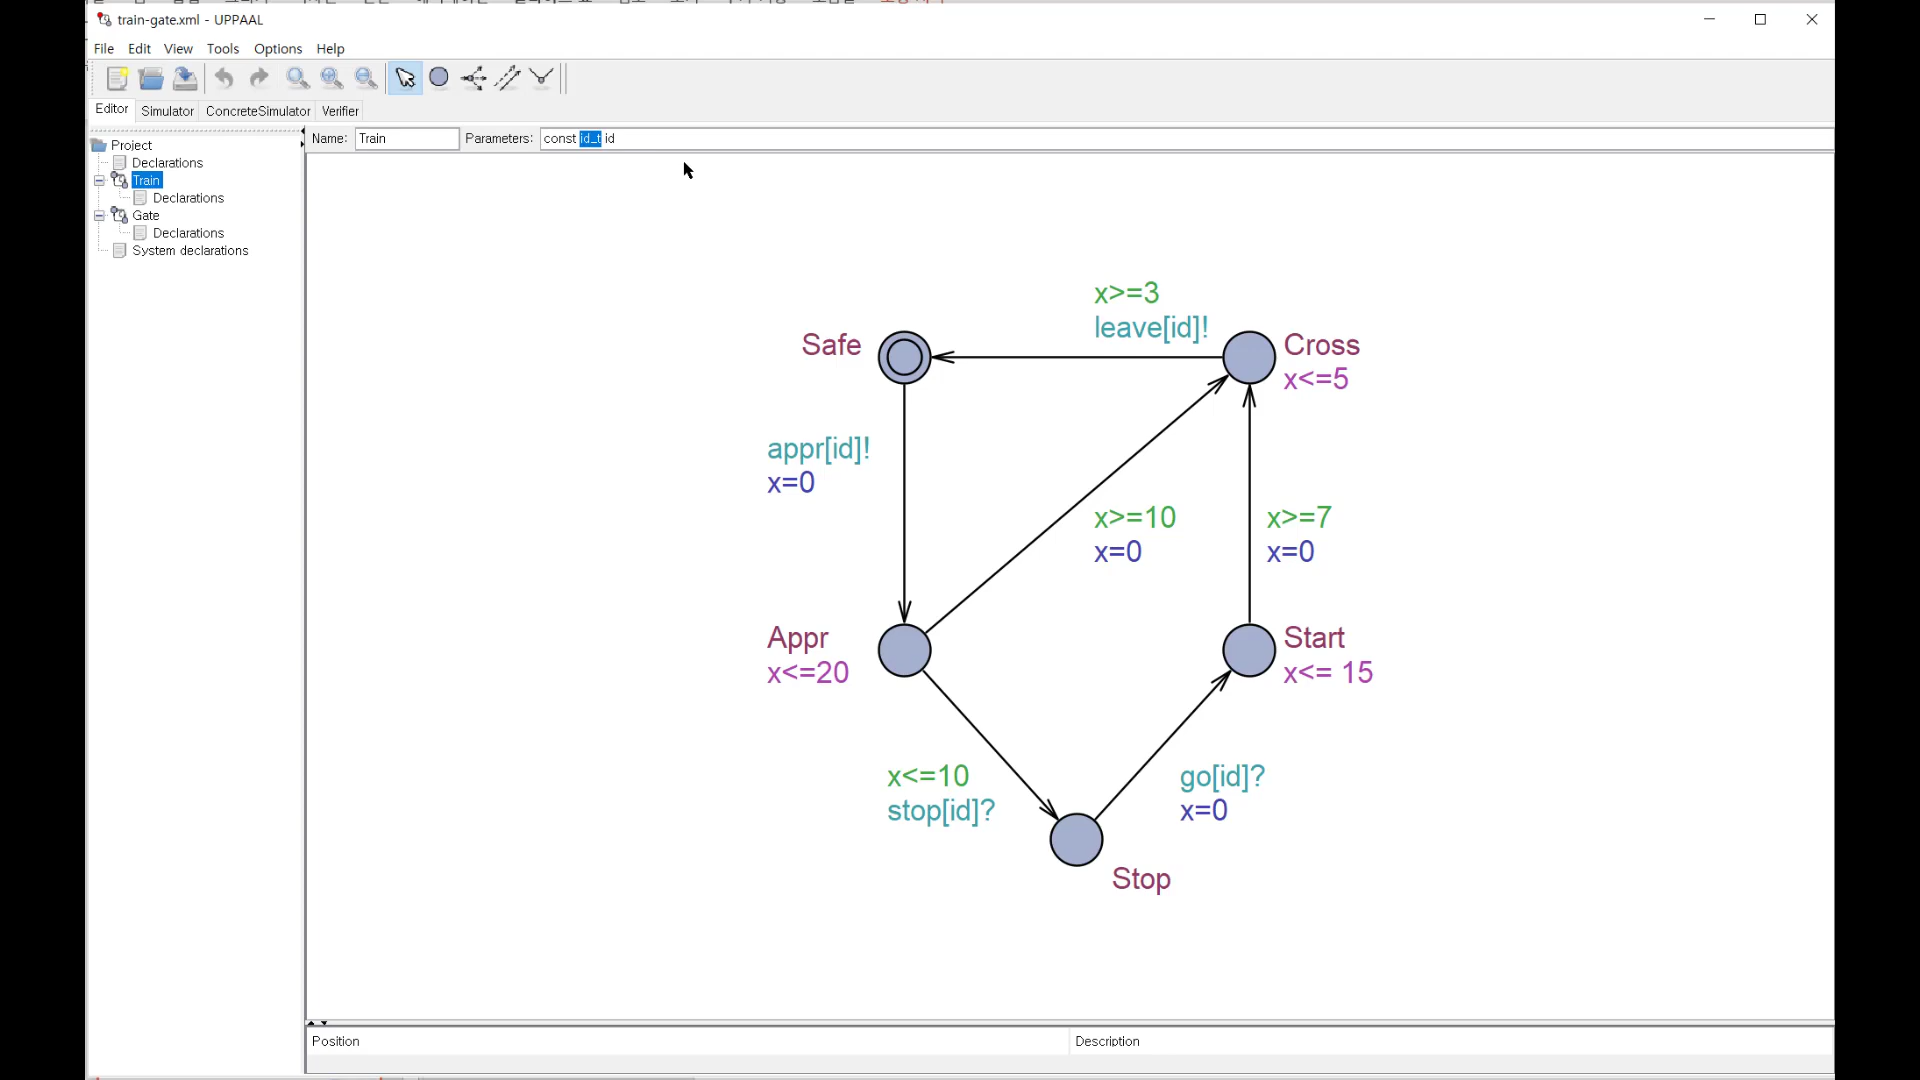 train-gate.xml - UPPAAL
File Edit View Tools Options Help
Editor Simulator ConcreteSimulator Verifier
Name: Train Parameters: const id_t id
Project
Declarations
Train
Declarations
Gate
Declarations
System declarations
x>=3
leave[id]!
Safe
Cross
x<=5
appr[id]!
x=0
x>=10
x=0
x>=7
x=0
Appr
x<=20
Start
x<= 15
x<=10
stop[id]?
go[id]?
x=0
Stop
Position Description